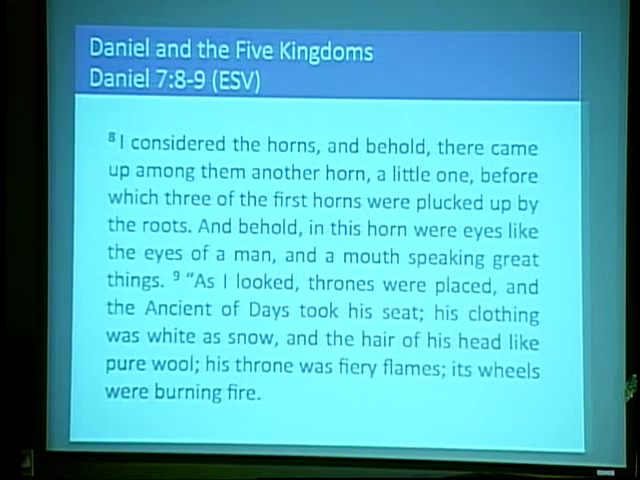 Daniel and the Five Kingdoms
Daniel 7:8-9 (ESV)
8 I considered the horns, and behold, there came
up among them another horn, a little one, before
which three of the first horns were plucked up by
the roots. And behold, in this horn were eyes like
the eyes of a man, and a mouth speaking great
things. 9 “As I looked, thrones were placed, and
the Ancient of Days took his seat; his clothing
was white as snow, and the hair of his head like
pure wool; his throne was fiery flames; its wheels
were burning fire.